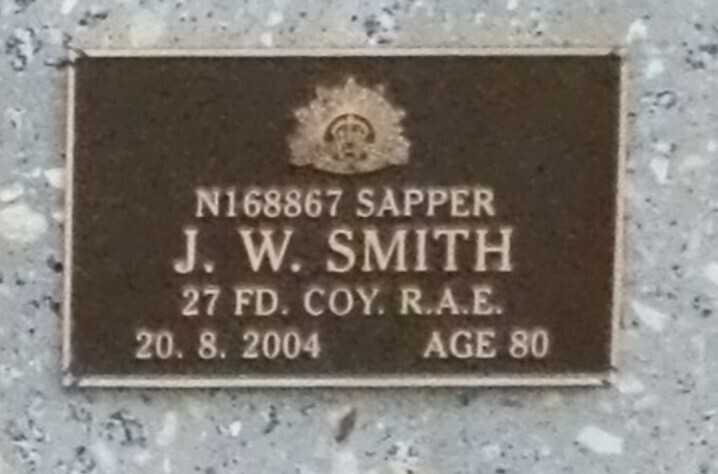 N168867 SAPPER
J. W. SMITH
27 FD. COY. R.A.E.
20. 8. 2004 AGE 80